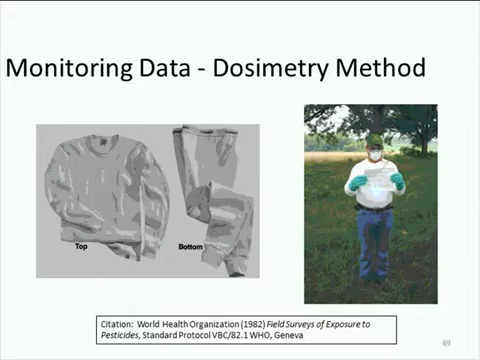 Monitoring Data - Dosimetry Method
Top
Bottom
Citation: World Health Organization (1982) Field Surveys of Exposure to
Pesticides, Standard Protocol VBC/82.1 WHO, Geneva
69